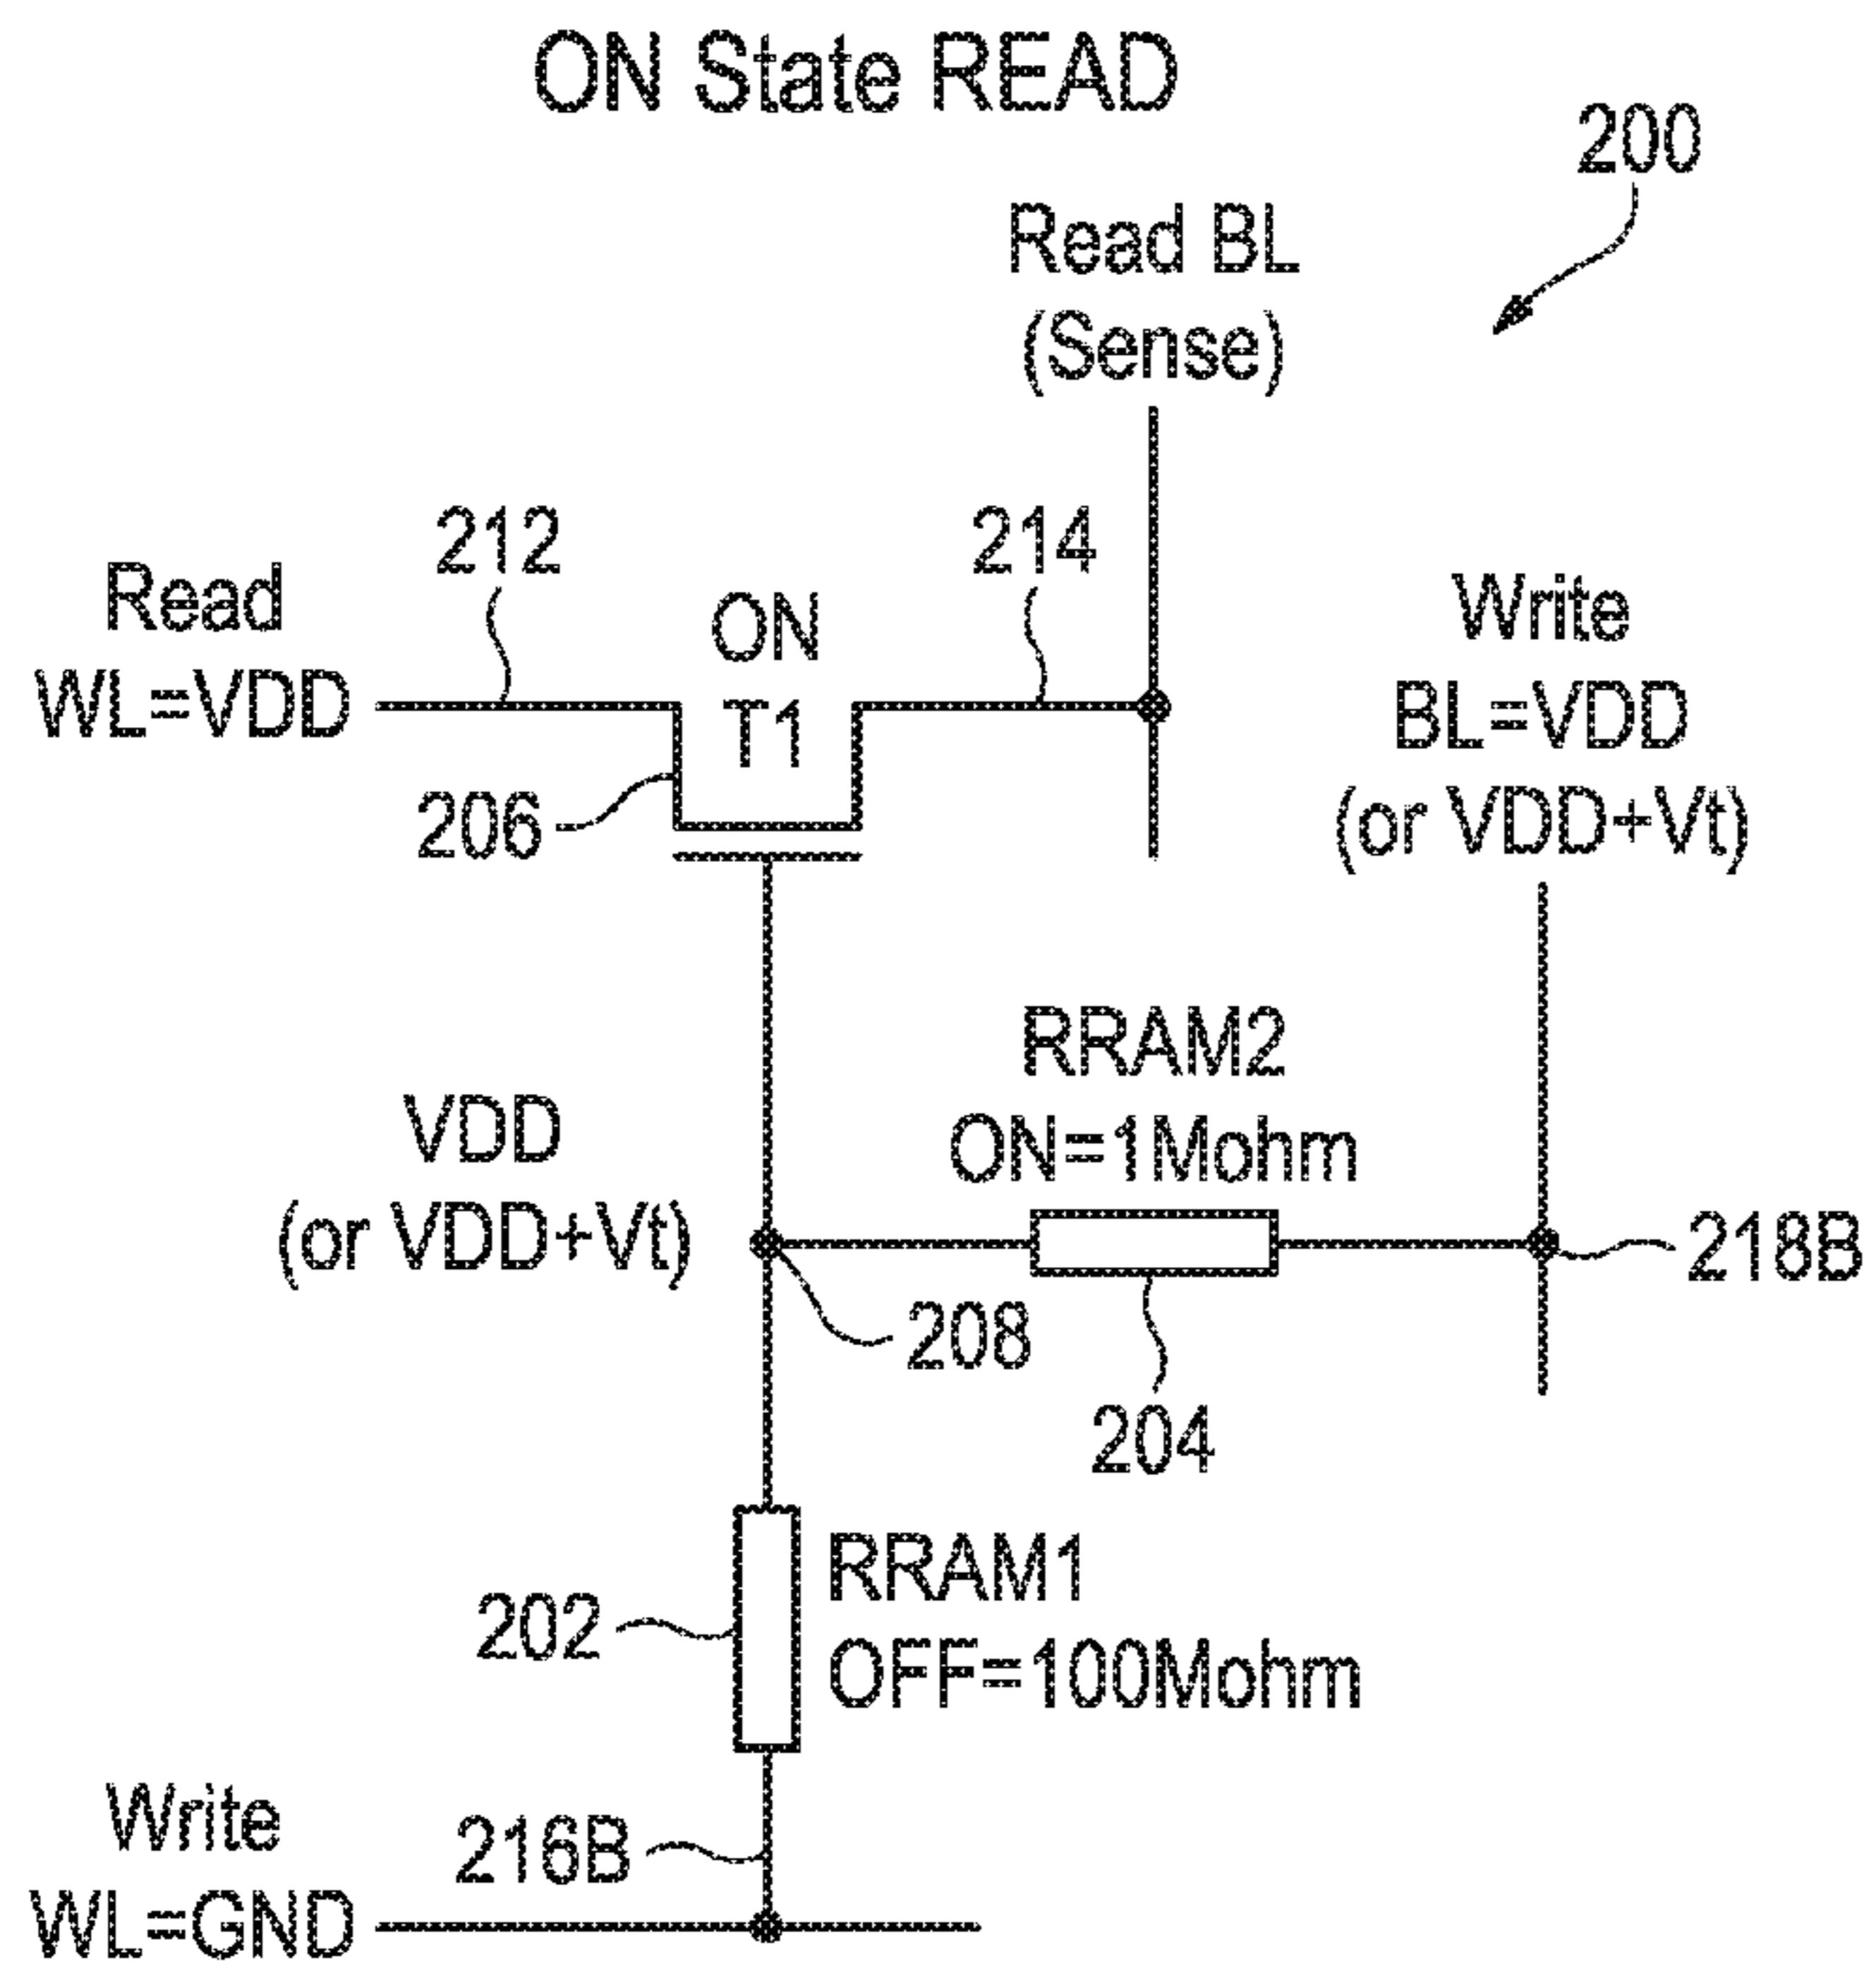 ON State READ
200
Read BL
(Sense)
212
214
Read
WL=VDD
ON
T1
Write
BL=VDD
(or VDD+Vt)
206
RRAM2
ON=1Mohm
VDD
(or VDD+Vt)
218B
208
204
RRAM1
OFF=100Mohm
202
Write
WL=GND
216B